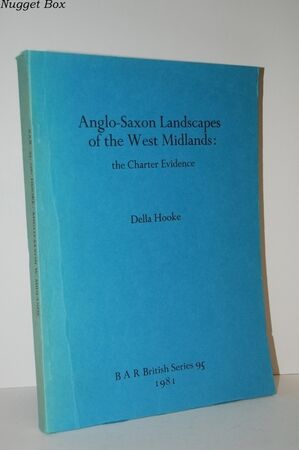 Nugget Box
Anglo-Saxon Landscapes
of the West Midlands:
the Charter Evidence
Della Hooke
B A R British Series 95
1981